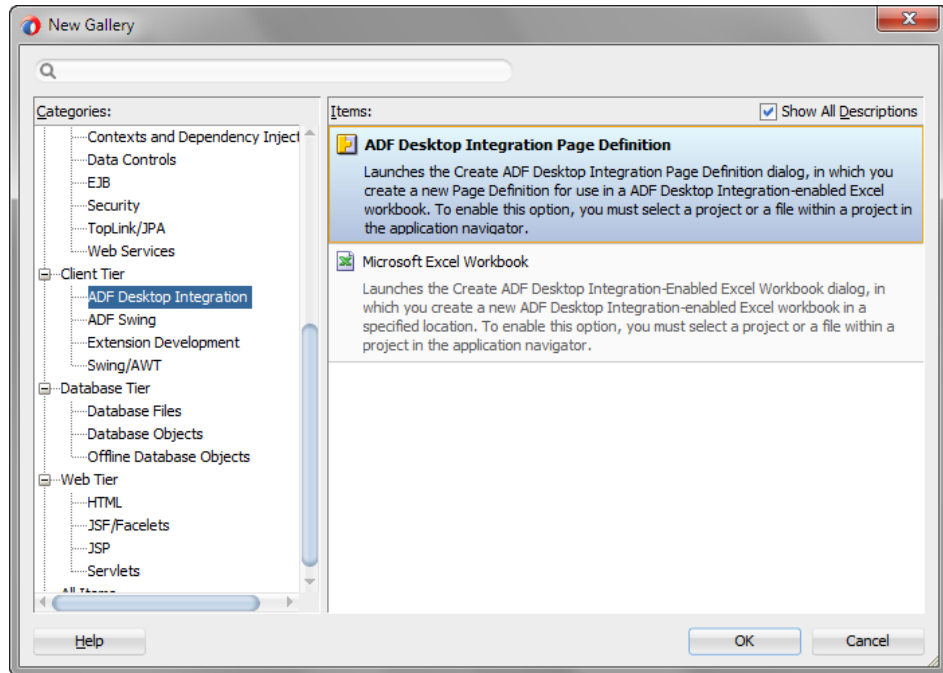 New Gallery
Categories:
Contexts and Dependency Inject
Data Controls
EJB
Security
TopLink/JPA
Web Services
Client Tier
ADF Desktop Integration
ADF Swing
Extension Development
Swing/AWT
Database Tier
Database Files
Database Objects
Offline Database Objects
Web Tier
HTML
JSF/Facelets
JSP
Servlets
All Items
Items:
Show All Descriptions
ADF Desktop Integration Page Definition
Launches the Create ADF Desktop Integration Page Definition dialog, in which you
create a new Page Definition for use in a ADF Desktop Integration-enabled Excel
workbook. To enable this option, you must select a project or a file within a project in
the application navigator.
Microsoft Excel Workbook
Launches the Create ADF Desktop Integration-Enabled Excel Workbook dialog, in
which you create a new ADF Desktop Integration-enabled Excel workbook in a
specified location. To enable this option, you must select a project or a file within a
project in the application navigator.
Help
OK
Cancel